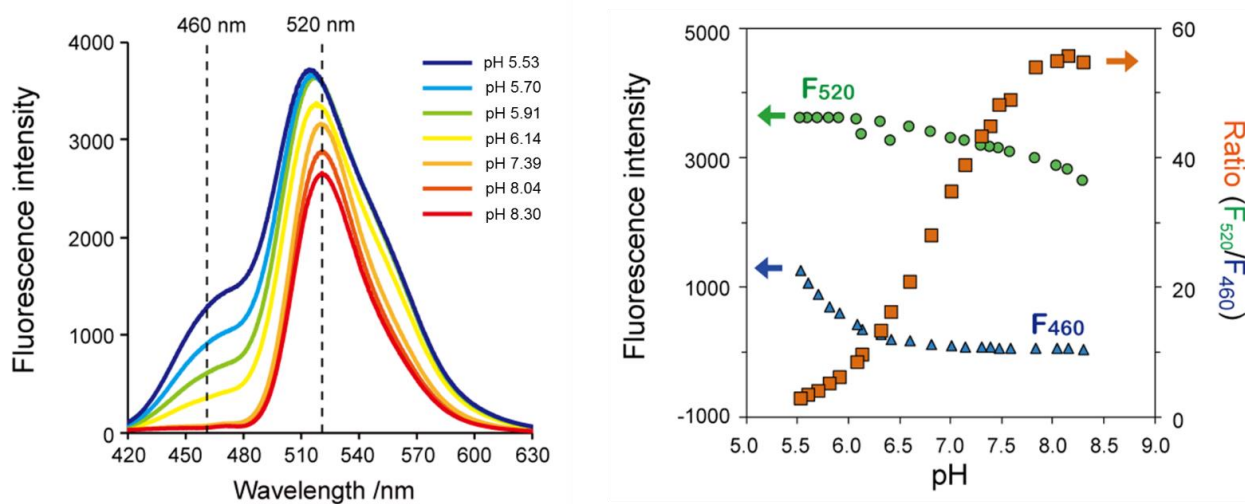 460 nm 520 nm
4000
3000
2000
1000
0
Fluorescence intensity
pH 5.53
pH 5.70
pH 5.91
pH 6.14
pH 7.39
pH 8.04
pH 8.30
420 450 480 510 540 570 600 630
Wavelength /nm
5000
3000
1000
-1000
Fluorescence intensity
F520
F460
60
40
20
0
Ratio (F520/F460)
5.0 5.5 6.0 6.5 7.0 7.5 8.0 8.5 9.0
pH